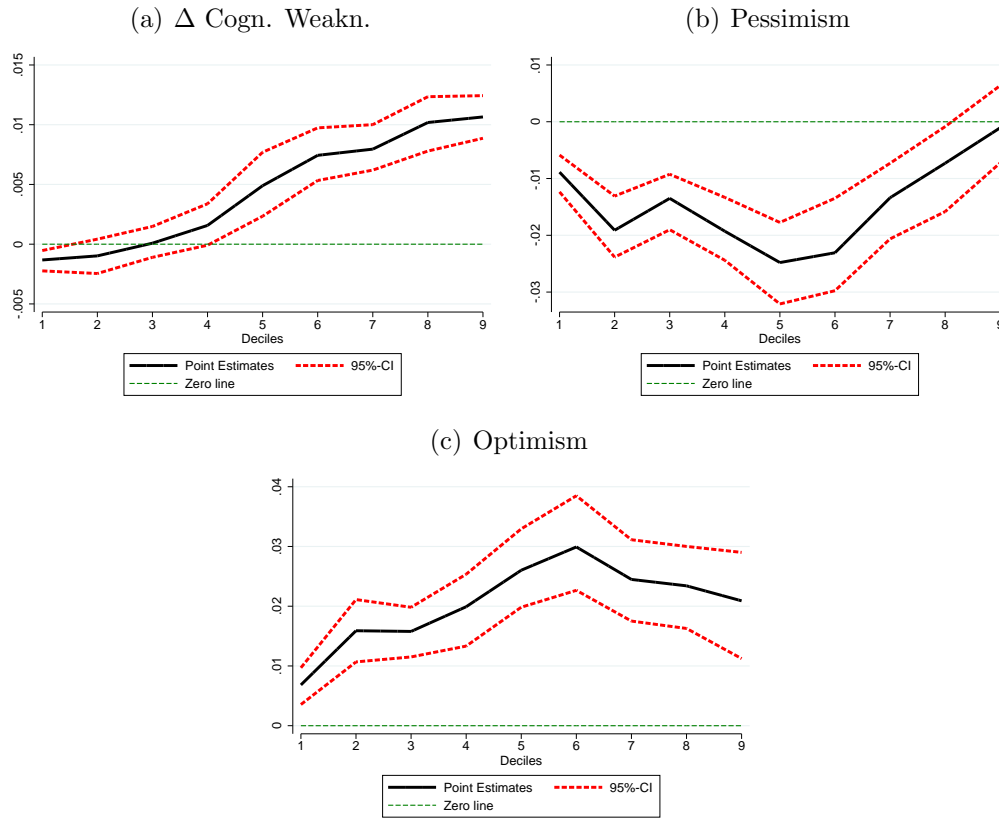 (a) Δ Cogn. Weakn.
.015
.01
.005
0
-.005
1 2 3 4 5 6 7 8 9
Deciles
Point Estimates 95%-CI
Zero line
(b) Pessimism
.01
0
-.01
-.02
-.03
1 2 3 4 5 6 7 8 9
Deciles
Point Estimates 95%-CI
Zero line
(c) Optimism
.04
.03
.02
.01
0
1 2 3 4 5 6 7 8 9
Deciles
Point Estimates 95%-CI
Zero line